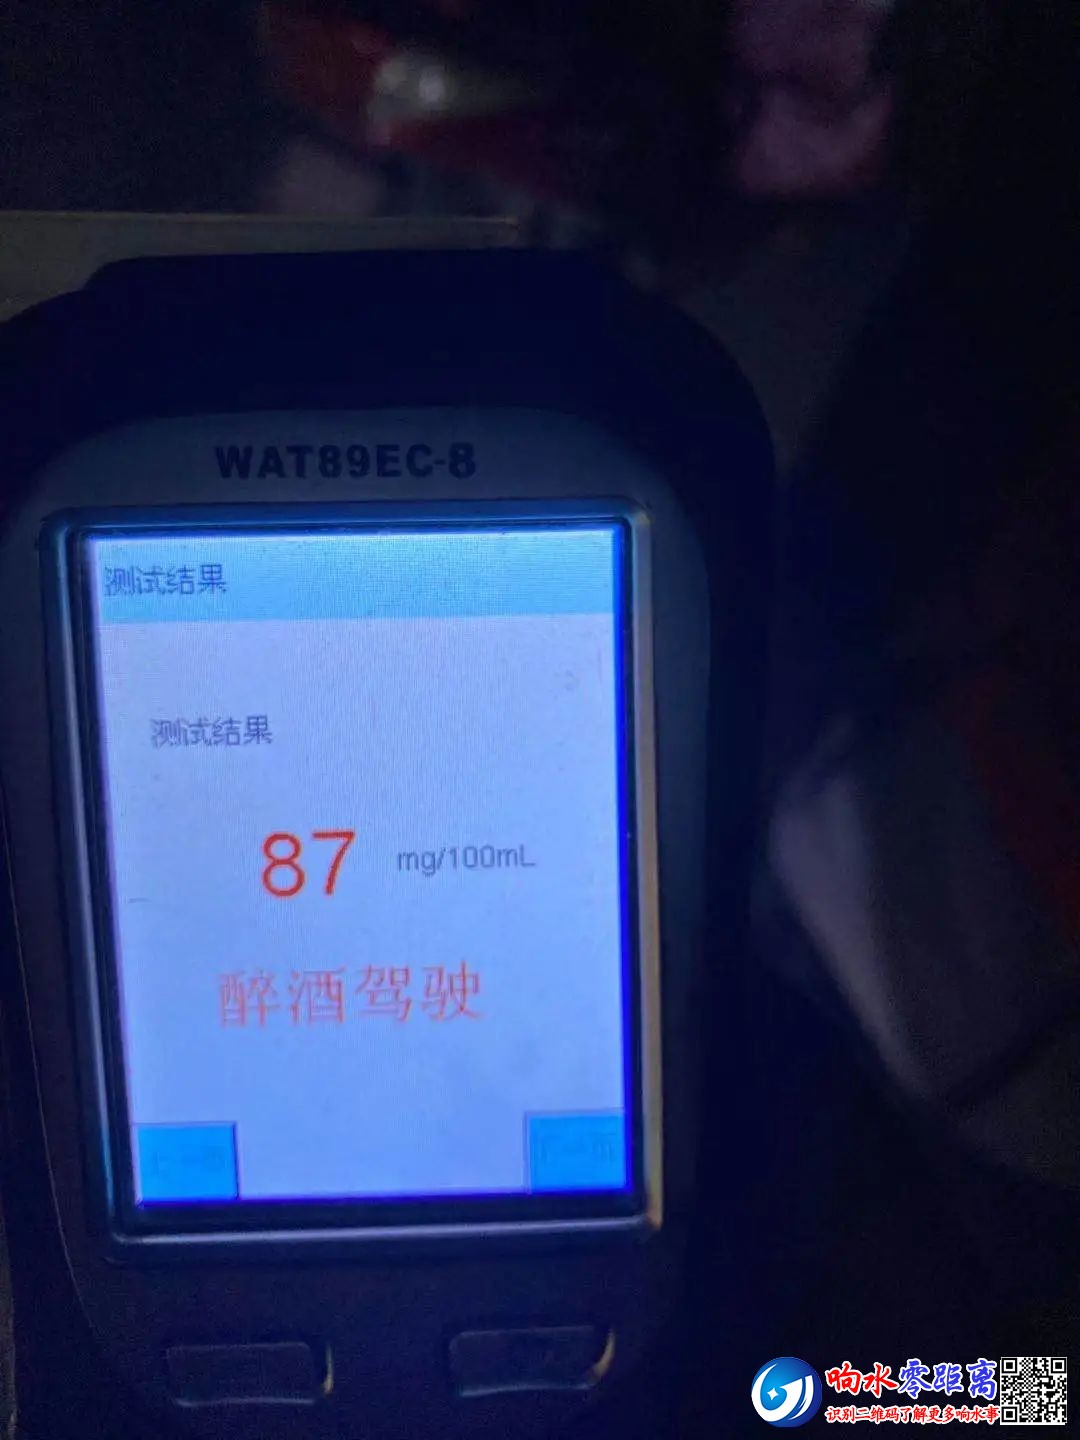 WAT89EC-8
测试结果
测试结果
87 mg/100mL
醉酒驾驶
响水零距离
识别二维码了解更多响水事